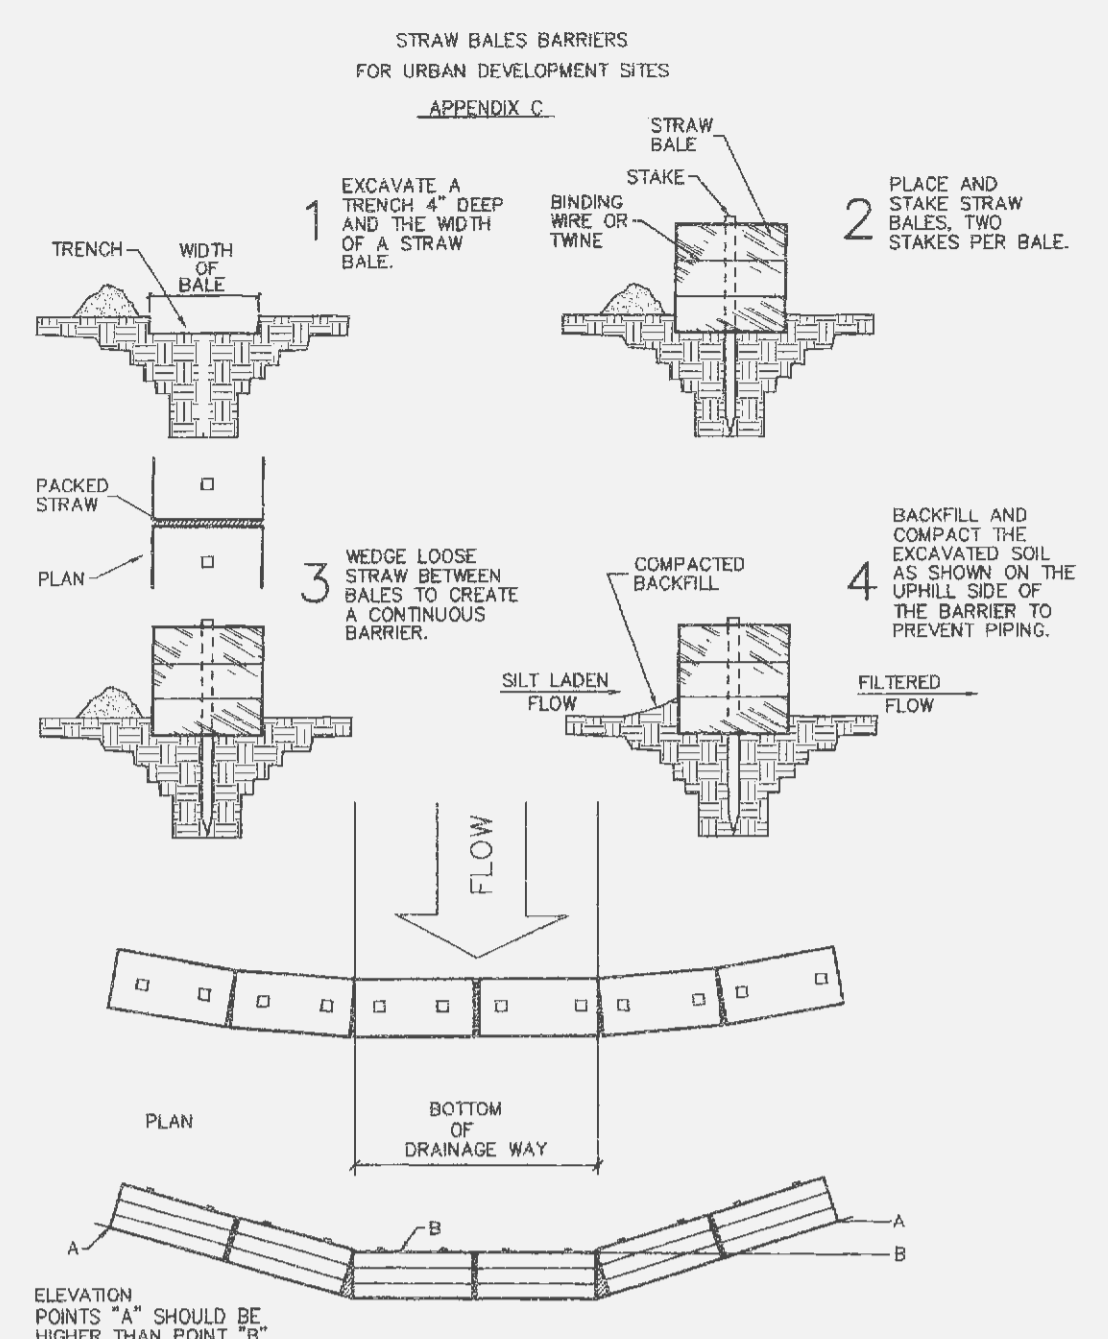 STRAW BALES BARRIERS
FOR URBAN DEVELOPMENT SITES
APPENDIX C
1
EXCAVATE A
TRENCH 4" DEEP
AND THE WIDTH
OF A STRAW
BALE.
TRENCH
WIDTH
OF
BALE
STRAW
BALE
STAKE
BINDING
WIRE OR
TWINE
2
PLACE AND
STAKE STRAW
BALES, TWO
STAKES PER BALE.
PACKED
STRAW
PLAN
3
WEDGE LOOSE
STRAW BETWEEN
BALES TO CREATE
A CONTINUOUS
BARRIER.
COMPACTED
BACKFILL
4
BACKFILL AND
COMPACT THE
EXCAVATED SOIL
AS SHOWN ON THE
UPHILL SIDE OF
THE BARRIER TO
PREVENT PIPING.
SILT LADEN
FLOW
FILTERED
FLOW
FLOW
PLAN
BOTTOM
OF
DRAINAGE WAY
A
B
A
B
ELEVATION
POINTS "A" SHOULD BE
HIGHER THAN POINT "B"